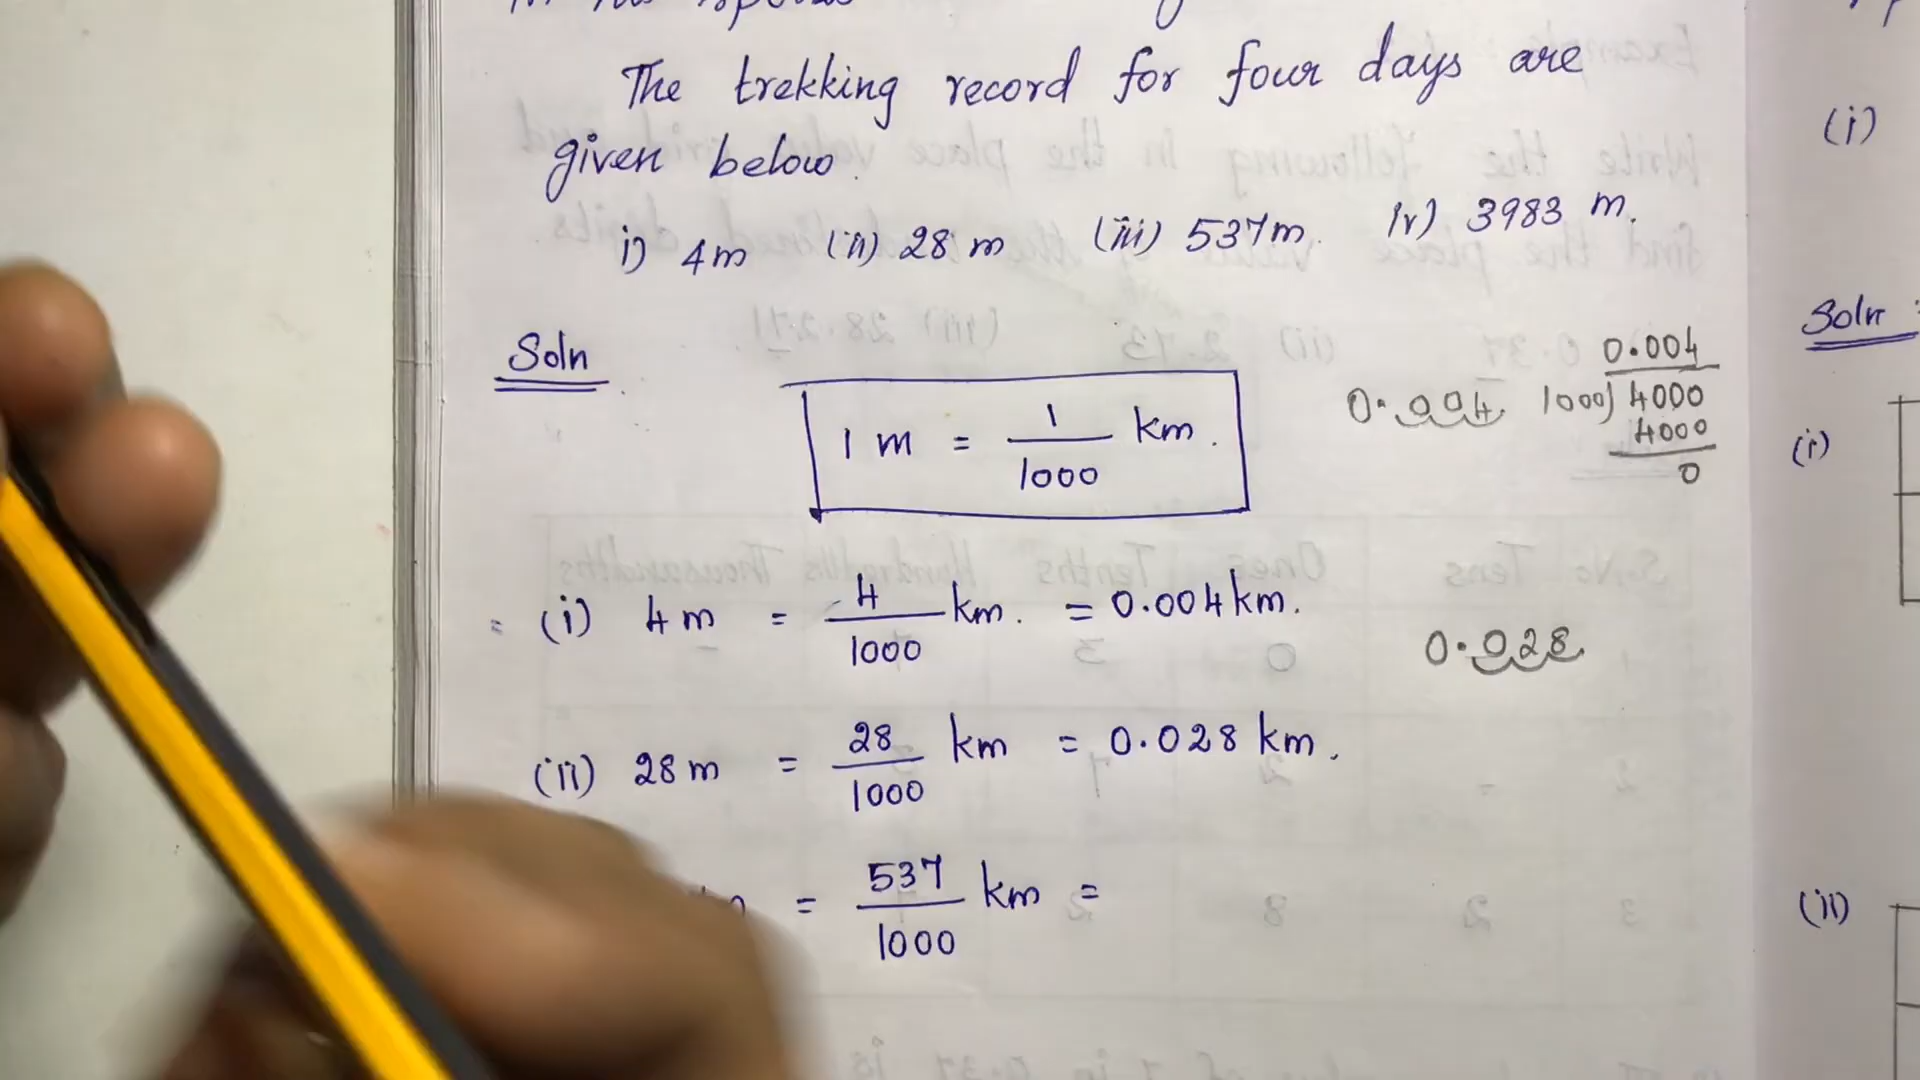 The trekking record for four days are
given below.
i) 4m (ii) 28 m (iii) 537m. iv) 3983 m.
Soln
1 m = 1/1000 km.
0.004
0.004 1000) 4000
4000
0
= (i) 4 m = 4/1000 km. = 0.004 km.
0.028
(ii) 28 m = 28/1000 km = 0.028 km.
= 537/1000 km =
(i)
Soln :
(i)
(ii)